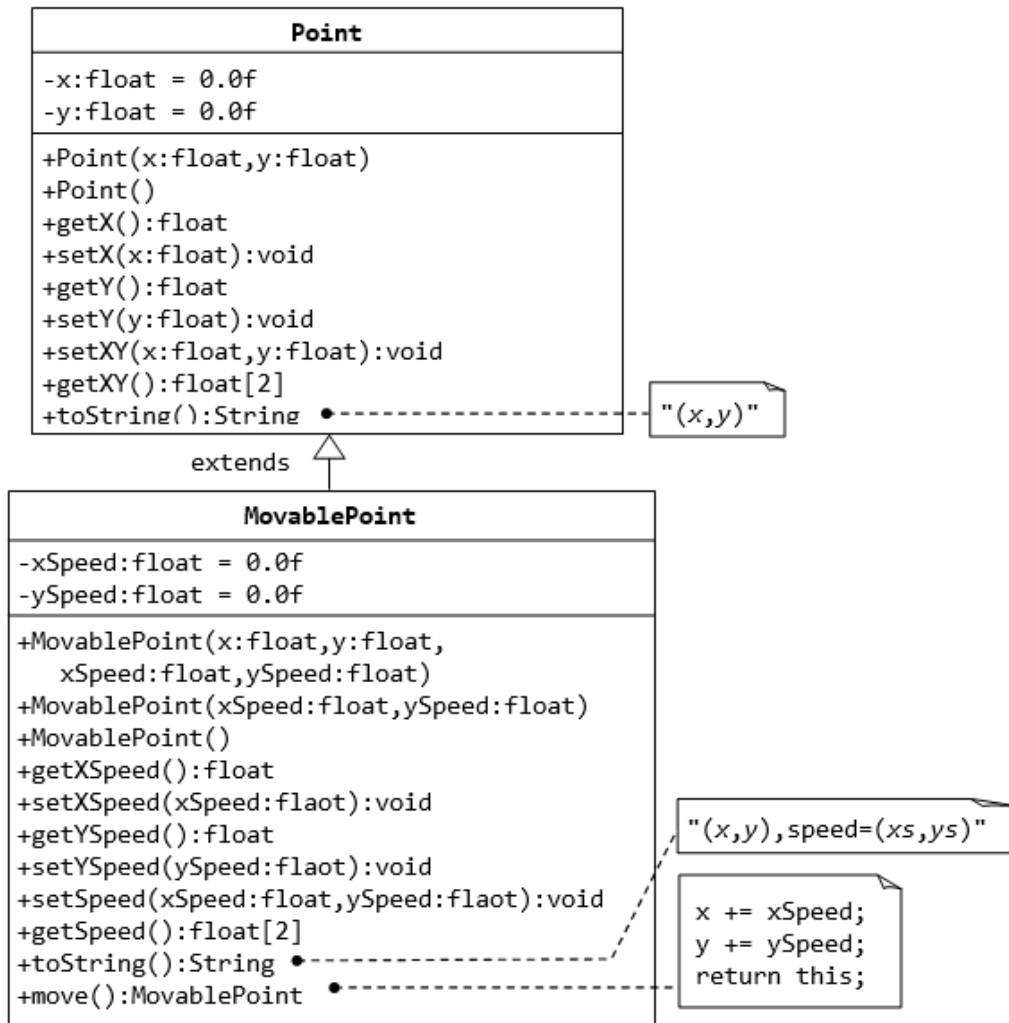 Point
-x:float = 0.0f
-y:float = 0.0f
+Point(x:float,y:float)
+Point()
+getX():float
+setX(x:float):void
+getY():float
+setY(y:float):void
+setXY(x:float,y:float):void
+getXY():float[2]
+toString():String
"(x,y)"
extends
MovablePoint
-xSpeed:float = 0.0f
-ySpeed:float = 0.0f
+MovablePoint(x:float,y:float,
xSpeed:float,ySpeed:float)
+MovablePoint(xSpeed:float,ySpeed:float)
+MovablePoint()
+getXSpeed():float
+setXSpeed(xSpeed:flaot):void
+getYSpeed():float
+setYSpeed(ySpeed:flaot):void
+setSpeed(xSpeed:float,ySpeed:flaot):void
+getSpeed():float[2]
+toString():String
+move():MovablePoint
"(x,y),speed=(xs,ys)"
x += xSpeed;
y += ySpeed;
return this;